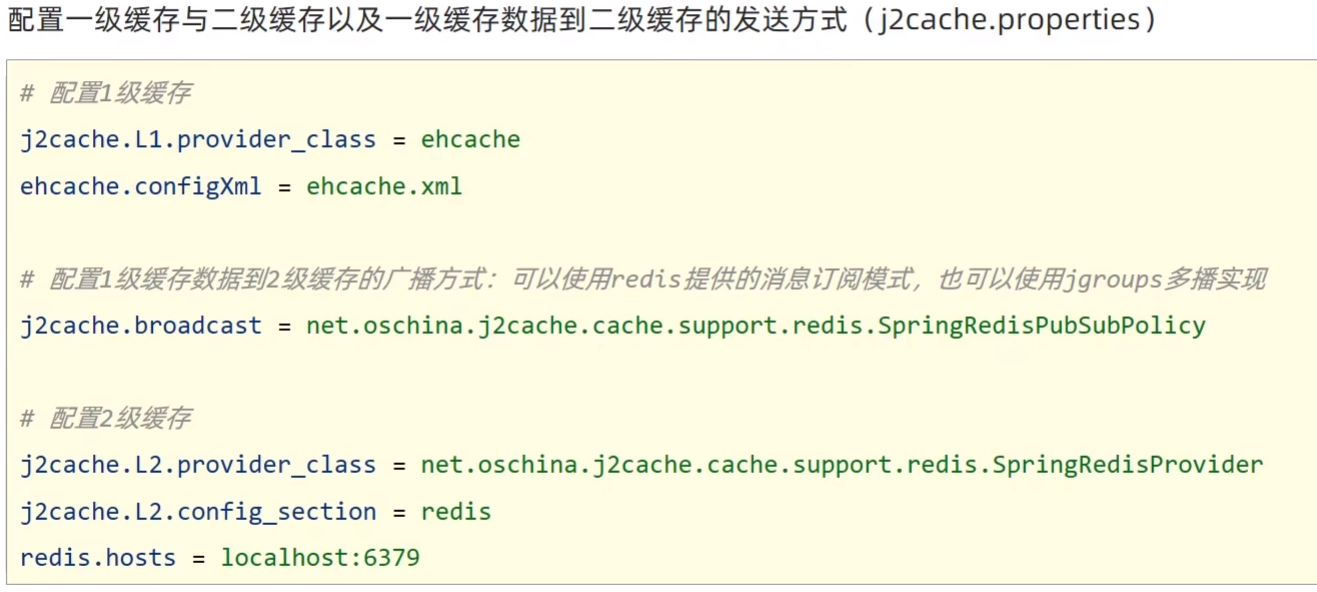 配置一级缓存与二级缓存以及一级缓存数据到二级缓存的发送方式（j2cache.properties）
# 配置1级缓存
j2cache.L1.provider_class = ehcache
ehcache.configXml = ehcache.xml
# 配置1级缓存数据到2级缓存的广播方式：可以使用redis提供的消息订阅模式，也可以使用jgroups多播实现
j2cache.broadcast = net.oschina.j2cache.cache.support.redis.SpringRedisPubSubPolicy
# 配置2级缓存
j2cache.L2.provider_class = net.oschina.j2cache.cache.support.redis.SpringRedisProvider
j2cache.L2.config_section = redis
redis.hosts = localhost:6379